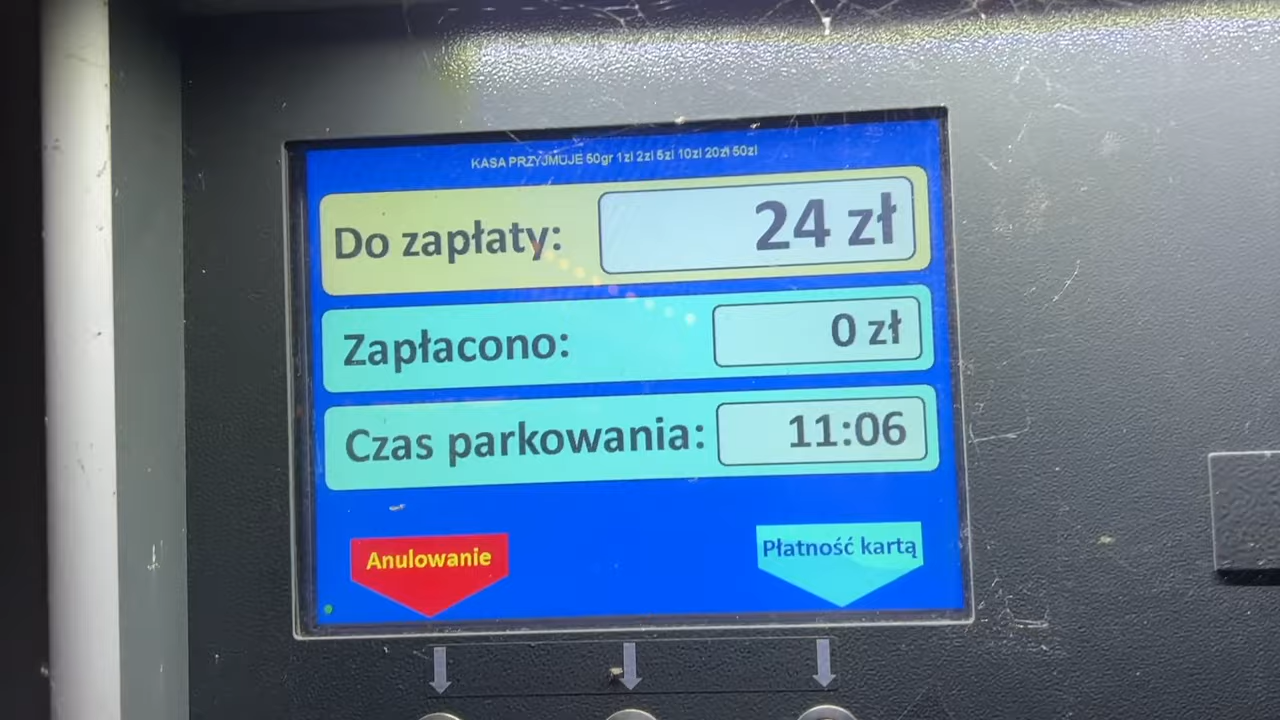 KASA PRZYJMUJE 50gr 1zł 2zł 5zł 10zł 20zł 50zł
Do zapłaty: 24 zł
Zapłacono: 0 zł
Czas parkowania: 11:06
Anulowanie Płatność kartą